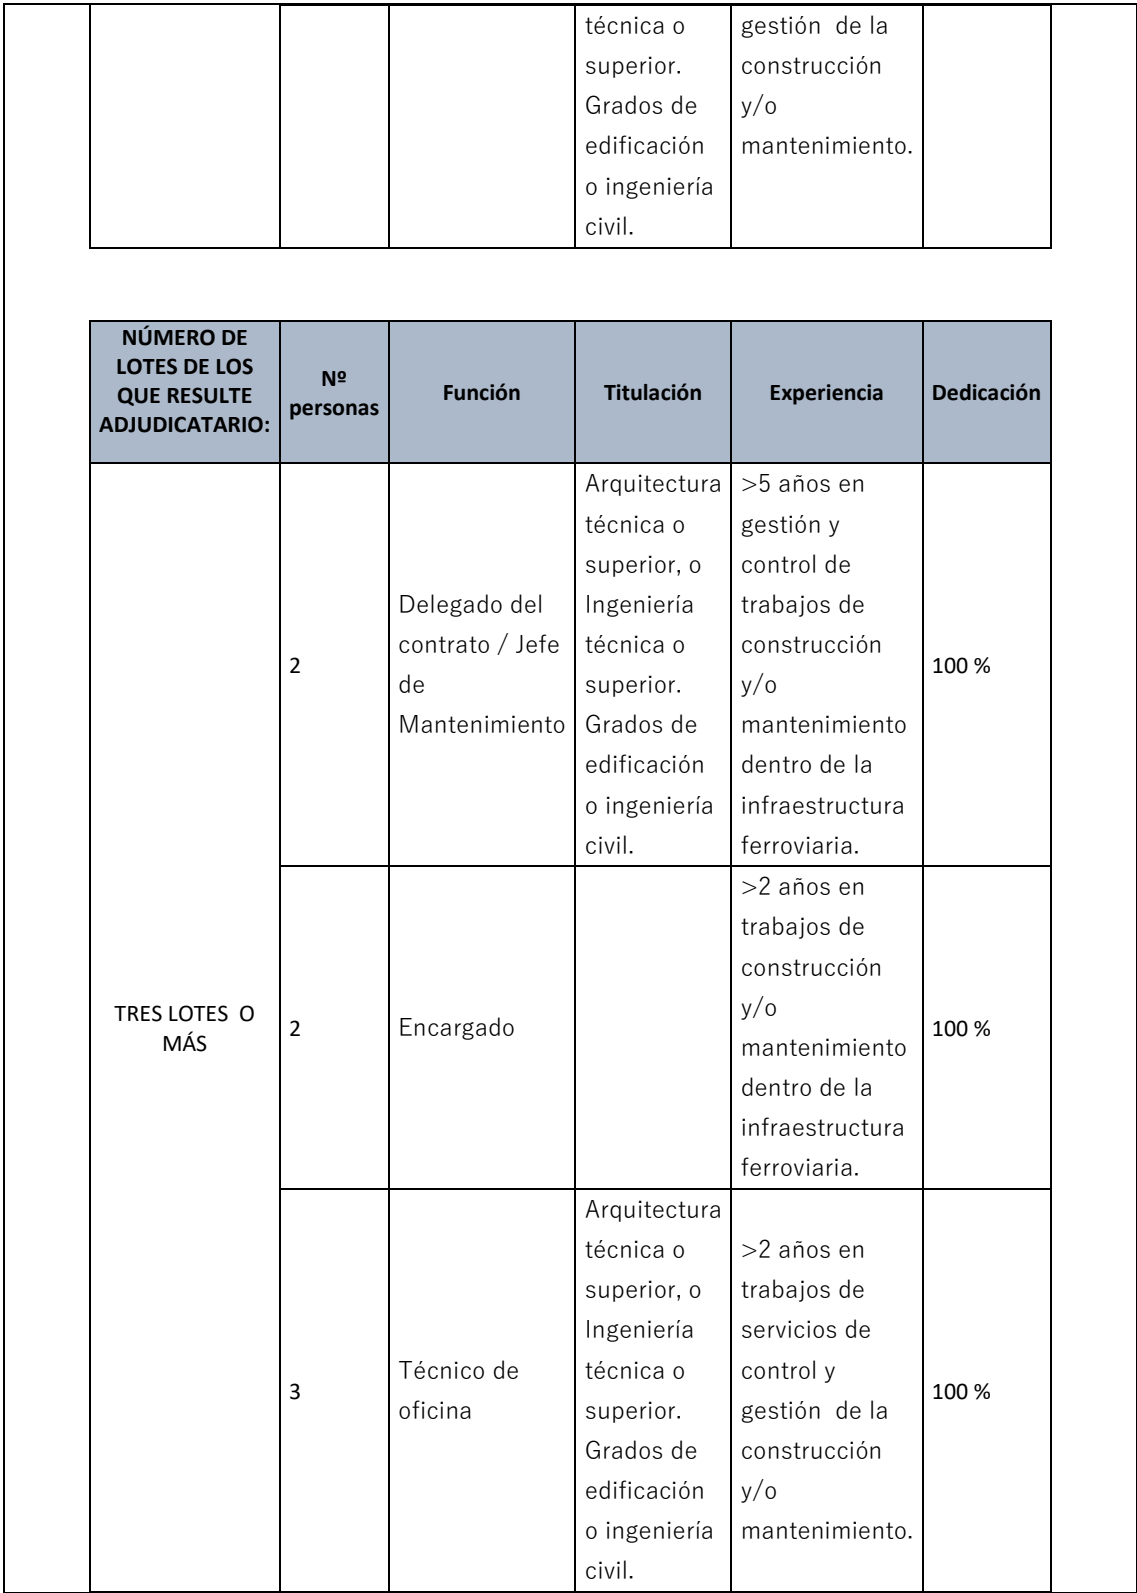 técnica o
superior.
Grados de
edificación
o ingeniería
civil.
gestión  de la
construcción
y/o
mantenimiento.
NÚMERO DE
LOTES DE LOS
QUE RESULTE
ADJUDICATARIO:
Nº
personas
Función
Titulación
Experiencia
Dedicación
TRES LOTES  O
MÁS
2
Delegado del
contrato / Jefe
de
Mantenimiento
Arquitectura
técnica o
superior, o
Ingeniería
técnica o
superior.
Grados de
edificación
o ingeniería
civil.
>5 años en
gestión y
control de
trabajos de
construcción
y/o
mantenimiento
dentro de la
infraestructura
ferroviaria.
100 %
2
Encargado
>2 años en
trabajos de
construcción
y/o
mantenimiento
dentro de la
infraestructura
ferroviaria.
100 %
3
Técnico de
oficina
Arquitectura
técnica o
superior, o
Ingeniería
técnica o
superior.
Grados de
edificación
o ingeniería
civil.
>2 años en
trabajos de
servicios de
control y
gestión  de la
construcción
y/o
mantenimiento.
100 %